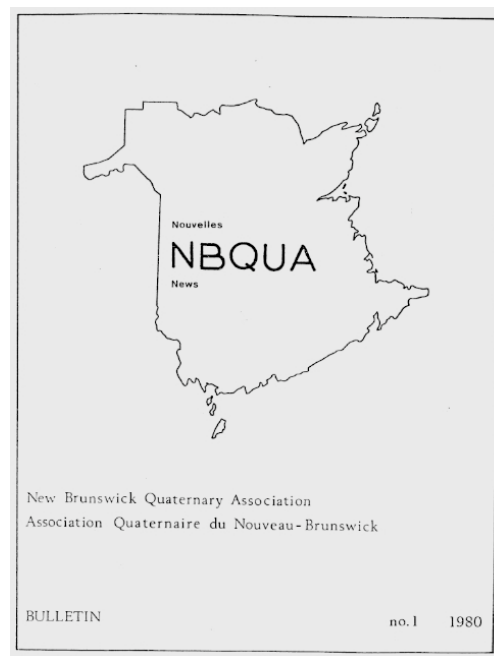 Nouvelles
NBQUA
News
New Brunswick Quaternary Association
Association Quaternaire du Nouveau-Brunswick
BULLETIN no.1 1980